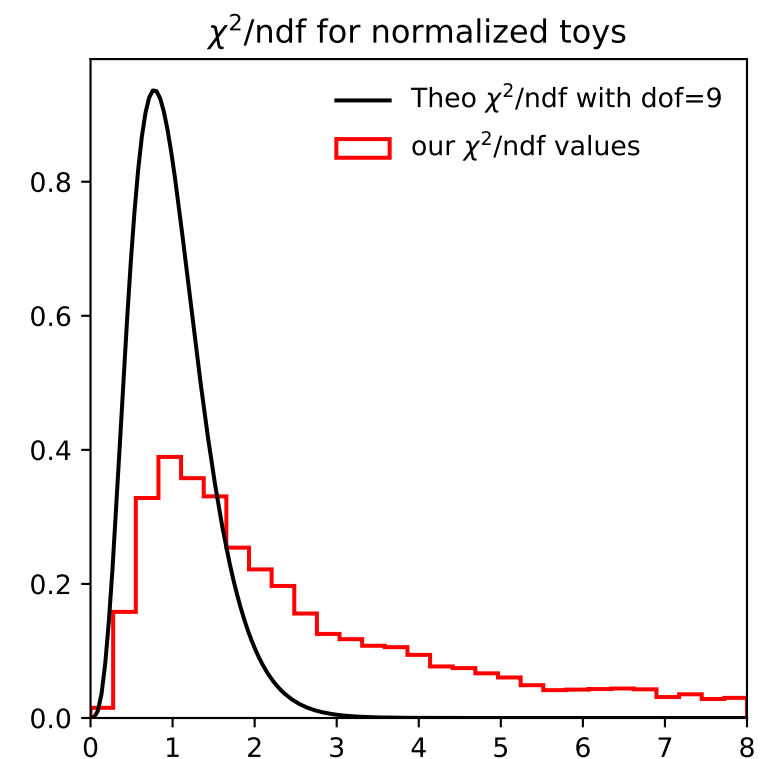 χ²/ndf for normalized toys
Theo χ²/ndf with dof=9
our χ²/ndf values
0.8
0.6
0.4
0.2
0.0
0 1 2 3 4 5 6 7 8